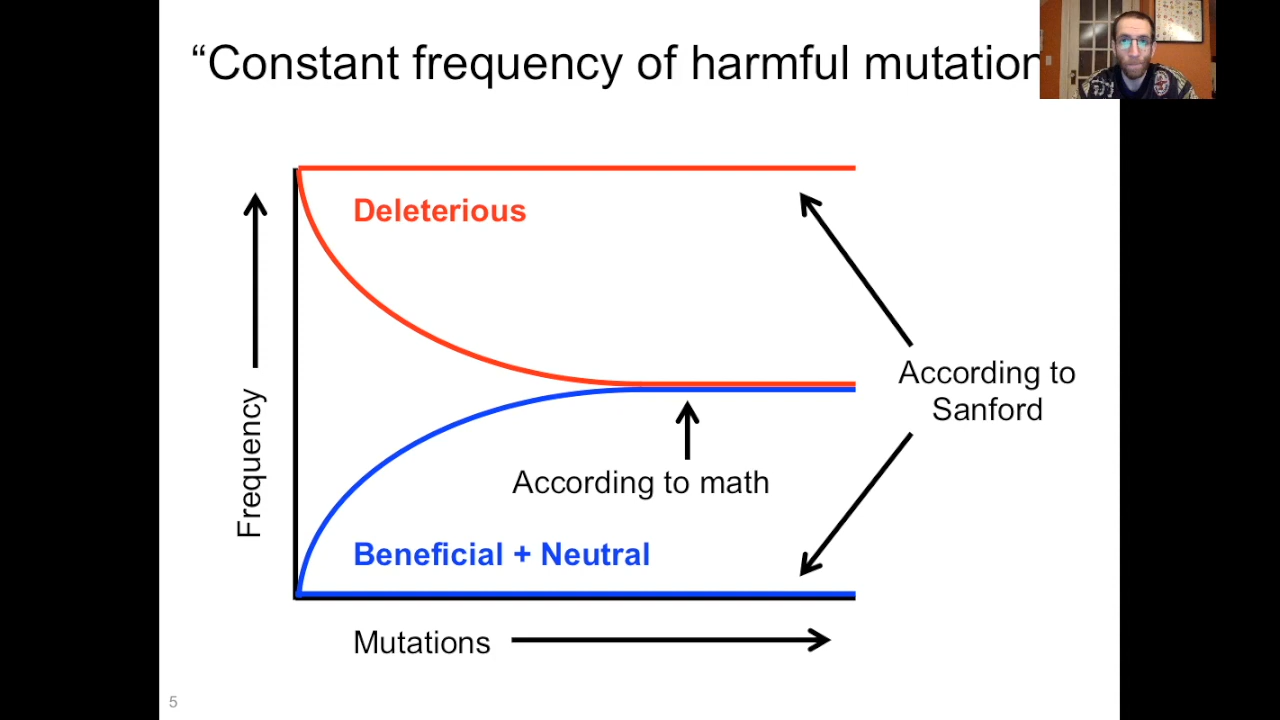 “Constant frequency of harmful mutation
Deleterious
Frequency
According to
Sanford
According to math
Beneficial + Neutral
Mutations
5